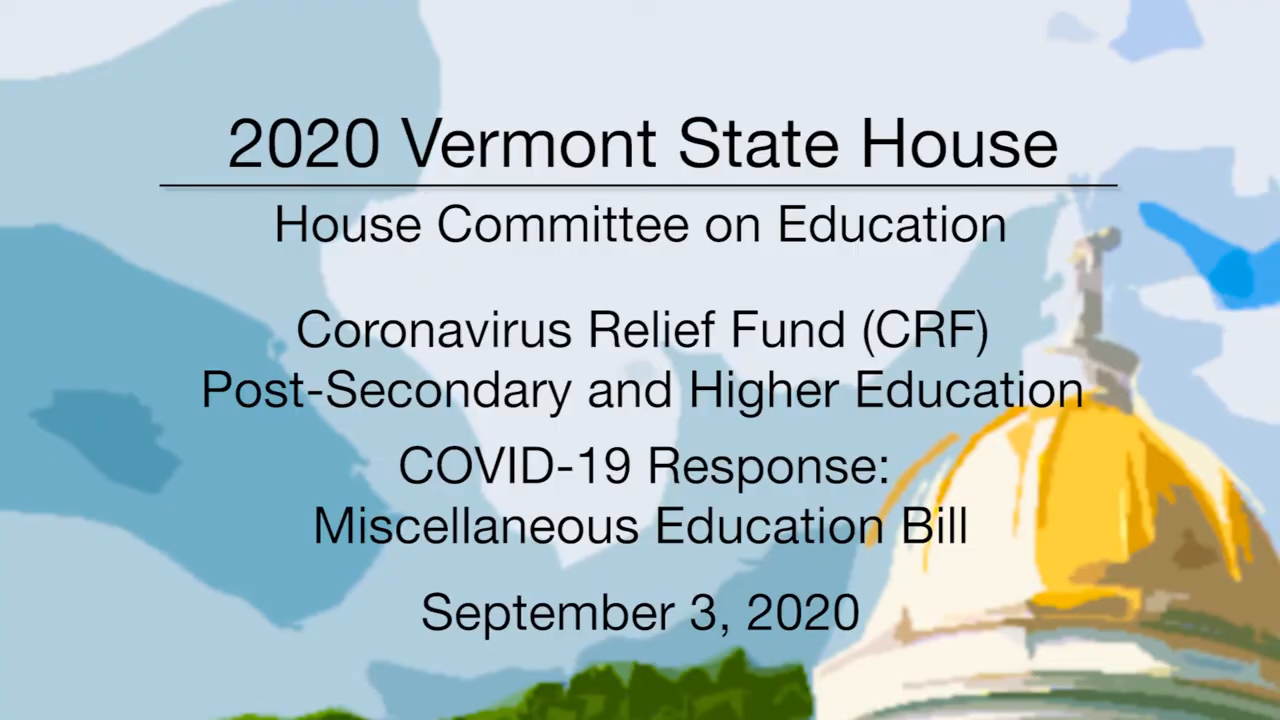 2020 Vermont State House
House Committee on Education
Coronavirus Relief Fund (CRF)
Post-Secondary and Higher Education
COVID-19 Response:
Miscellaneous Education Bill
September 3, 2020